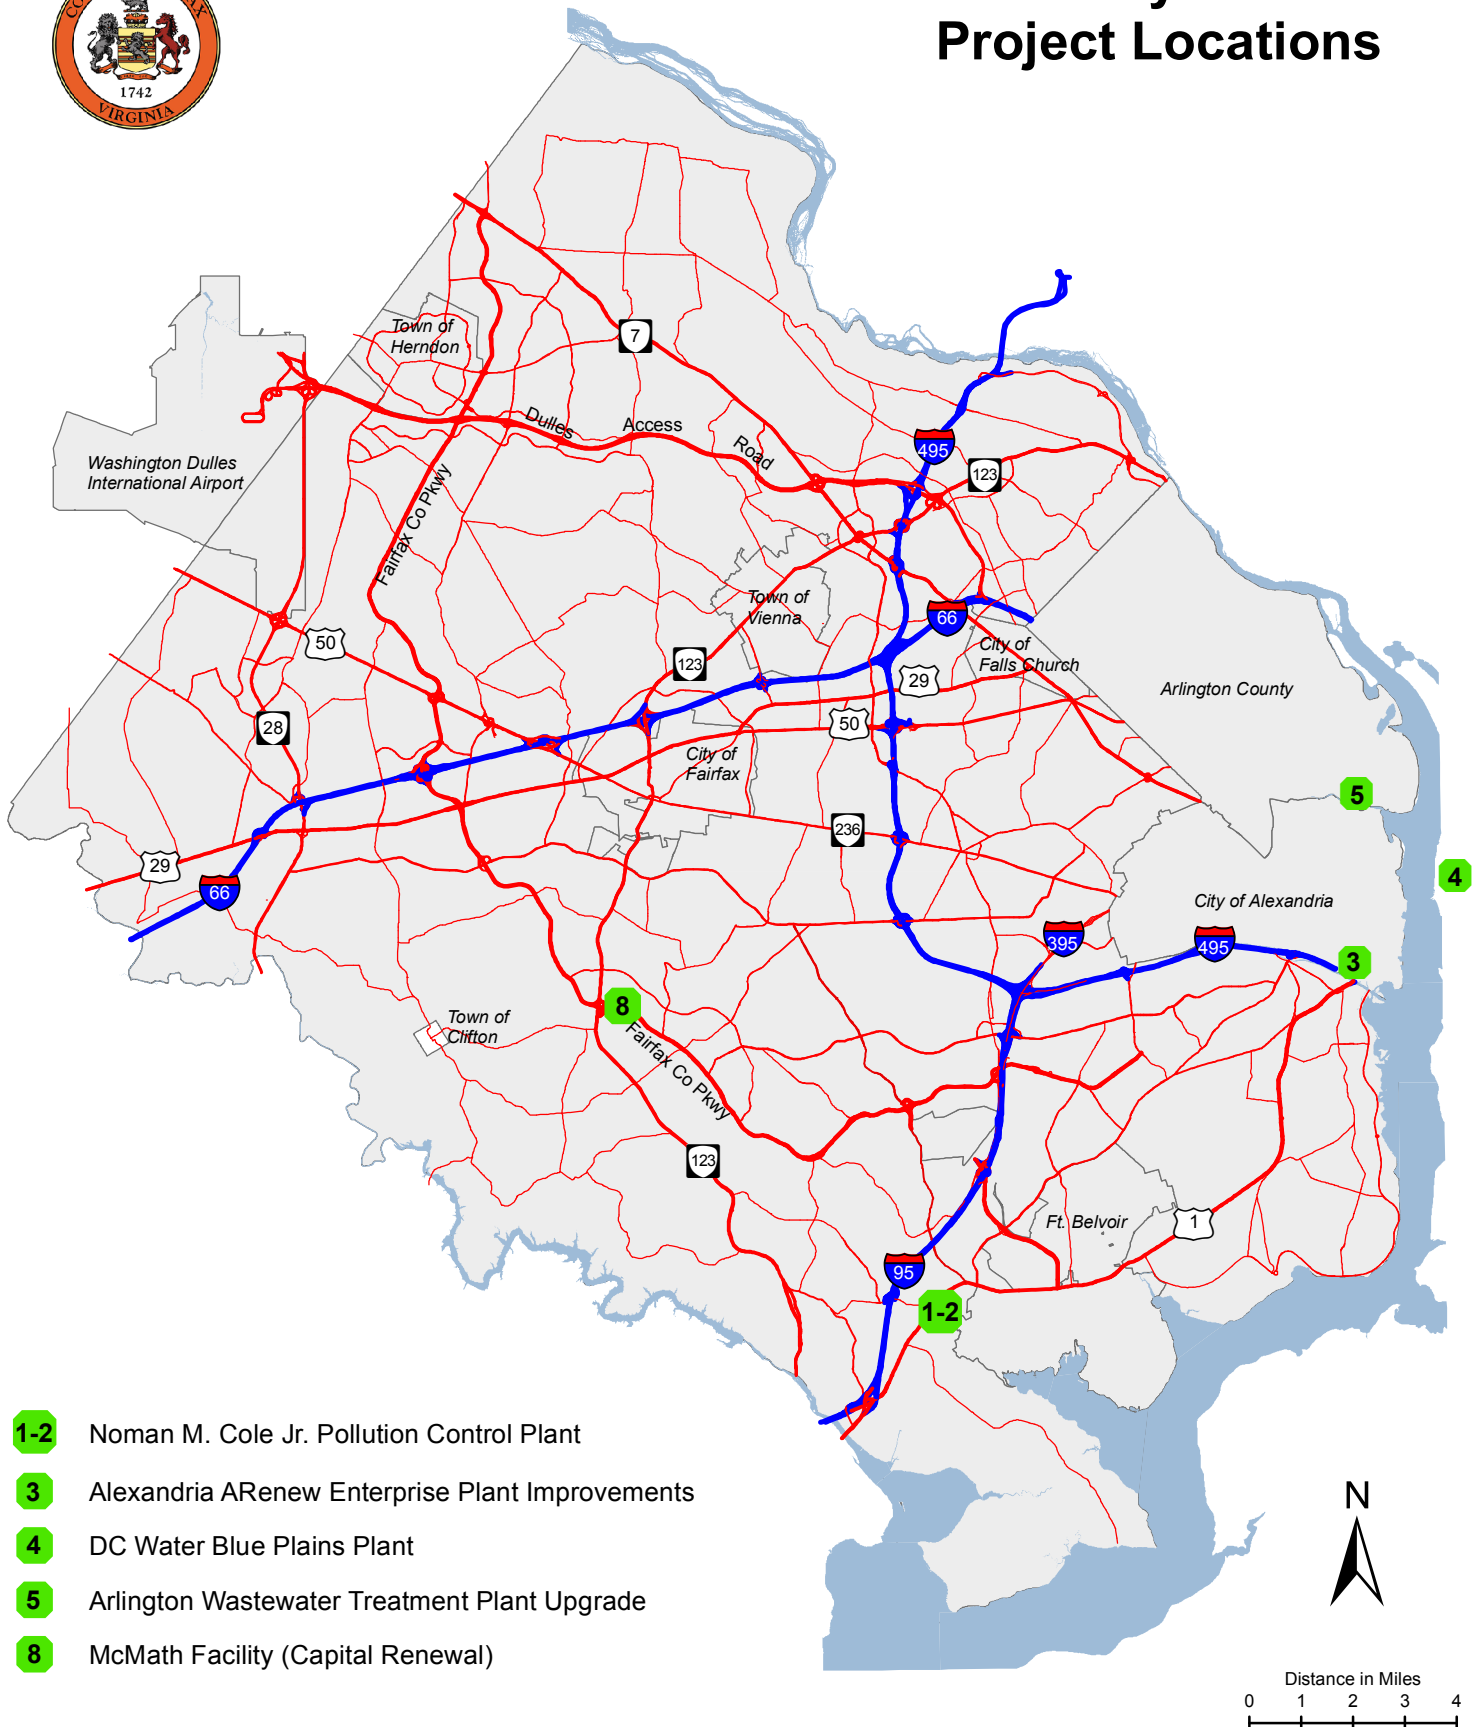 Project Locations
1742
VIRGINIA
Town of
Herndon
7
Dulles Access Road
495
123
Washington Dulles
International Airport
Fairfax Co Pkwy
Town of
Vienna
66
50
City of
Falls Church
123
29
Arlington County
28
50
City of
Fairfax
5
236
29
66
4
City of Alexandria
395
495
3
8
Town of
Clifton
Fairfax Co Pkwy
123
Ft. Belvoir
1
95
1-2
1-2 Noman M. Cole Jr. Pollution Control Plant
3 Alexandria ARenew Enterprise Plant Improvements
4 DC Water Blue Plains Plant
5 Arlington Wastewater Treatment Plant Upgrade
8 McMath Facility (Capital Renewal)
N
Distance in Miles
0 1 2 3 4